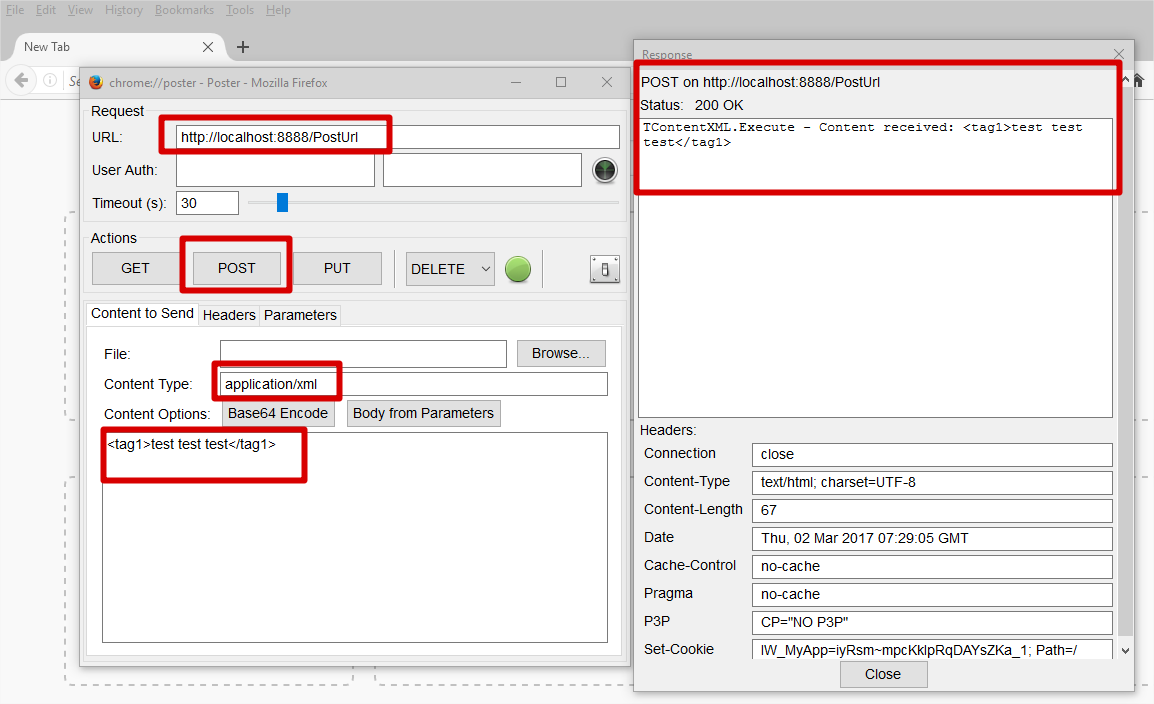 File Edit View History Bookmarks Tools Help
New Tab
chrome://poster - Poster - Mozilla Firefox
Request
URL: http://localhost:8888/PostUrl
User Auth:
Timeout (s): 30
Actions
GET POST PUT DELETE
Content to Send Headers Parameters
File: Browse...
Content Type: application/xml
Content Options: Base64 Encode Body from Parameters
<tag1>test test test</tag1>
Response
POST on http://localhost:8888/PostUrl
Status: 200 OK
TContentXML.Execute - Content received: <tag1>test test
test</tag1>
Headers:
Connection close
Content-Type text/html; charset=UTF-8
Content-Length 67
Date Thu, 02 Mar 2017 07:29:05 GMT
Cache-Control no-cache
Pragma no-cache
P3P CP="NO P3P"
Set-Cookie
Close